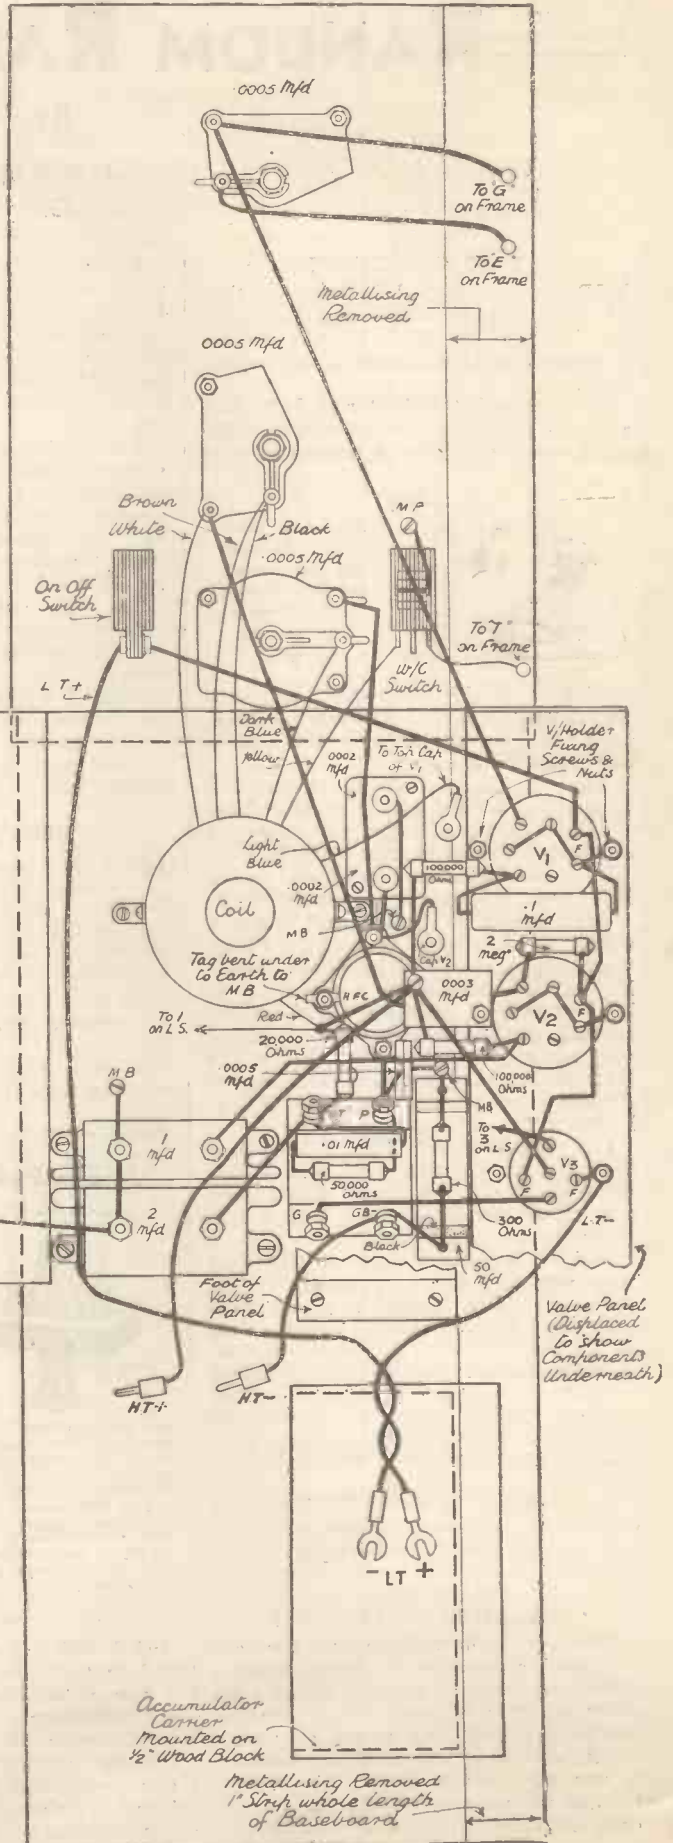 .0005 Mfd
To "G"
on Frame
To "E"
on Frame
Metallising
Removed
.0005 Mfd
Brown
White
Black
MP
.0005 Mfd
On Off
Switch
To "T"
on Frame
W/C
Switch
LT+
Dark
Blue
Yellow
.0002
mfd
To Top Cap
of V1
V1 Holder
Fixing
Screws &
Nuts
Light
Blue
100,000
Ohms
V1
F
.0002
mfd
.1
mfd
Coil
MB
2
meg
Cap V2
Tag bent under
to Earth to
MB
HFC
.0003
mfd
F
V2
Red
To 1
on L.S.
20,000
Ohms
F
.0005
mfd
100,000
Ohms
MB
MB
T
P
To
3
on L.S
1
mfd
.01 mfd
V3
F
F
50,000
ohms
2
mfd
G
GB-
300
Ohms
LT-
Black
50
mfd
Foot of
Valve
Panel
Valve Panel
(Displaced
to show
Components
Underneath)
HT+
HT-
- LT +
Accumulator
Carrier
Mounted on
½" Wood Block
Metallising Removed
1" Strip whole length
of Baseboard